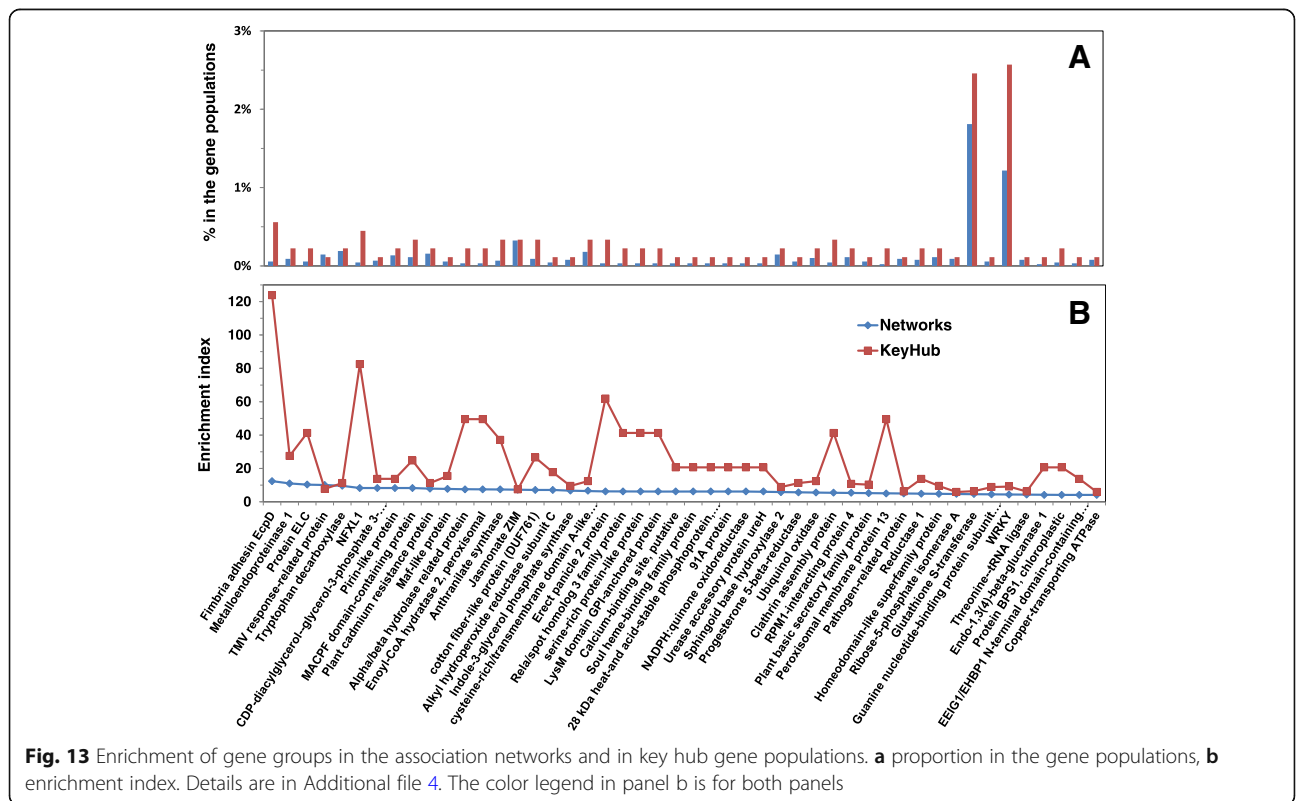 3%
2%
1%
0%
% in the gene populations
A
120
100
80
60
40
20
0
Enrichment index
B
Networks
KeyHub
Fimbria adhesin EcpD
Metalloendoproteinase 1
Protein ELC
TMV response-related protein
Tryptophan decarboxylase
NFXL1
CDP-diacylglycerol–glycerol-3-phosphate 3-...
Pirin-like protein
MACPF domain-containing protein
Plant cadmium resistance protein
Maf-like protein
Alpha/beta hydrolase related protein
Enoyl-CoA hydratase 2, peroxisomal
Anthranilate synthase
Jasmonate ZIM
cotton fiber-like protein (DUF761)
Alkyl hydroperoxide reductase subunit C
Indole-3-glycerol phosphate synthase
cysteine-rich/transmembrane domain A-like...
Erect panicle 2 protein
Rela/spot homolog 3 family protein
serine-rich protein-like protein
LysM domain GPI-anchored protein
Calcium-binding site, putative
Soul heme-binding family protein
28 kDa heat-and acid-stable phosphoprotein....
91A protein
NADPH:quinone oxidoreductase
Urease accessory protein ureH
Sphingoid base hydroxylase 2
Progesterone 5-beta-reductase
Ubiquinol oxidase
Clathrin assembly protein
RPM1-interacting protein 4
Plant basic secretory family protein
Peroxisomal membrane protein 13
Pathogen-related protein
Reductase 1
Homeodomain-like superfamily protein
Ribose-5-phosphate isomerase A
Glutathione S-transferase
Guanine nucleotide-binding protein subunit...
WRKY
Threonine--tRNA ligase
Endo-1,3(4)-beta-glucanase 1
Protein BPS1, chloroplastic
EEIG1/EHBP1 N-terminal domain-containing...
Copper-transporting ATPase
Fig. 13 Enrichment of gene groups in the association networks and in key hub gene populations. a proportion in the gene populations, b
enrichment index. Details are in Additional file 4. The color legend in panel b is for both panels